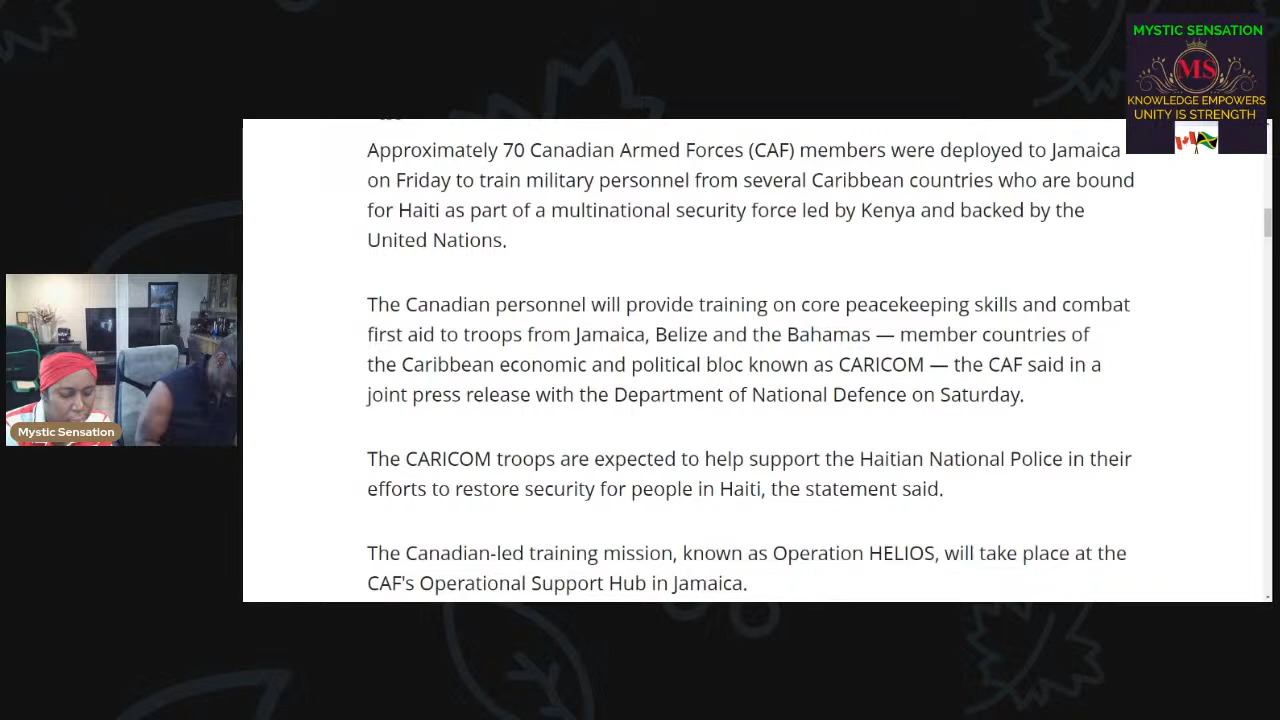 MYSTIC SENSATION
MS
KNOWLEDGE EMPOWERS
UNITY IS STRENGTH
Approximately 70 Canadian Armed Forces (CAF) members were deployed to Jamaica
on Friday to train military personnel from several Caribbean countries who are bound
for Haiti as part of a multinational security force led by Kenya and backed by the
United Nations.
The Canadian personnel will provide training on core peacekeeping skills and combat
first aid to troops from Jamaica, Belize and the Bahamas — member countries of
the Caribbean economic and political bloc known as CARICOM — the CAF said in a
joint press release with the Department of National Defence on Saturday.
The CARICOM troops are expected to help support the Haitian National Police in their
efforts to restore security for people in Haiti, the statement said.
The Canadian-led training mission, known as Operation HELIOS, will take place at the
CAF's Operational Support Hub in Jamaica.
Mystic Sensation